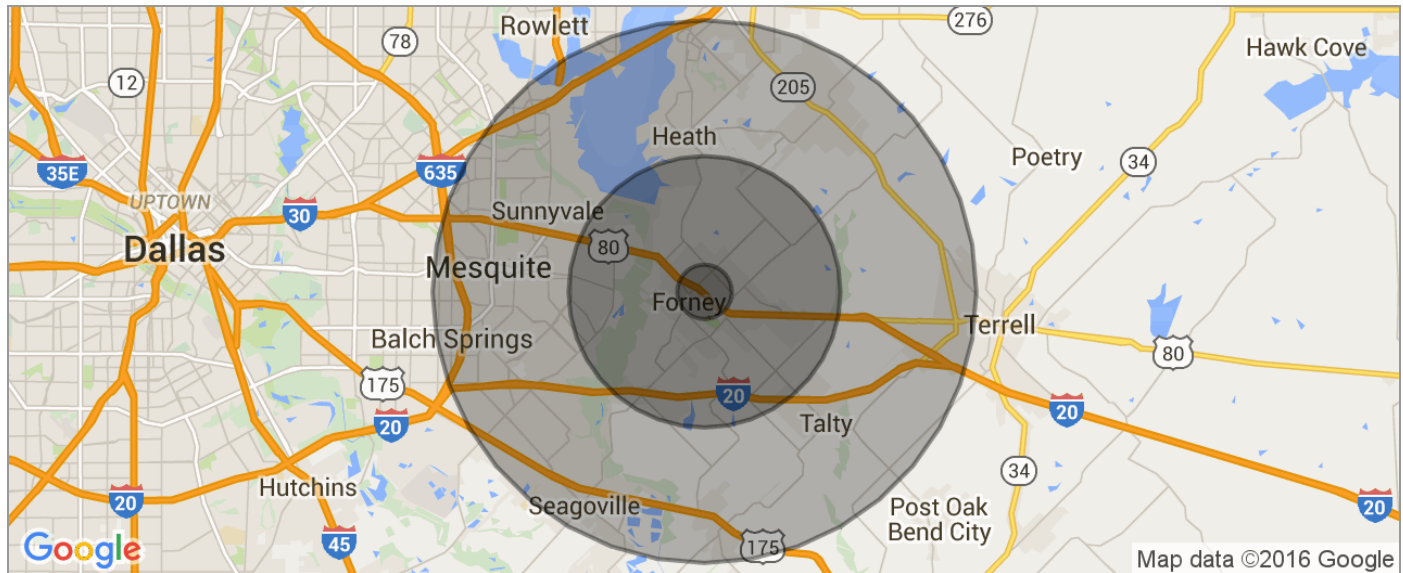 Rowlett
276
78
Hawk Cove
12
205
Heath
Poetry
34
35E
635
UPTOWN
30
Sunnyvale
Dallas
80
Mesquite
Forney
Terrell
Balch Springs
80
175
20
20
20
Talty
34
Hutchins
20
Seagoville
Post Oak
Bend City
20
45
175
Google
Map data ©2016 Google